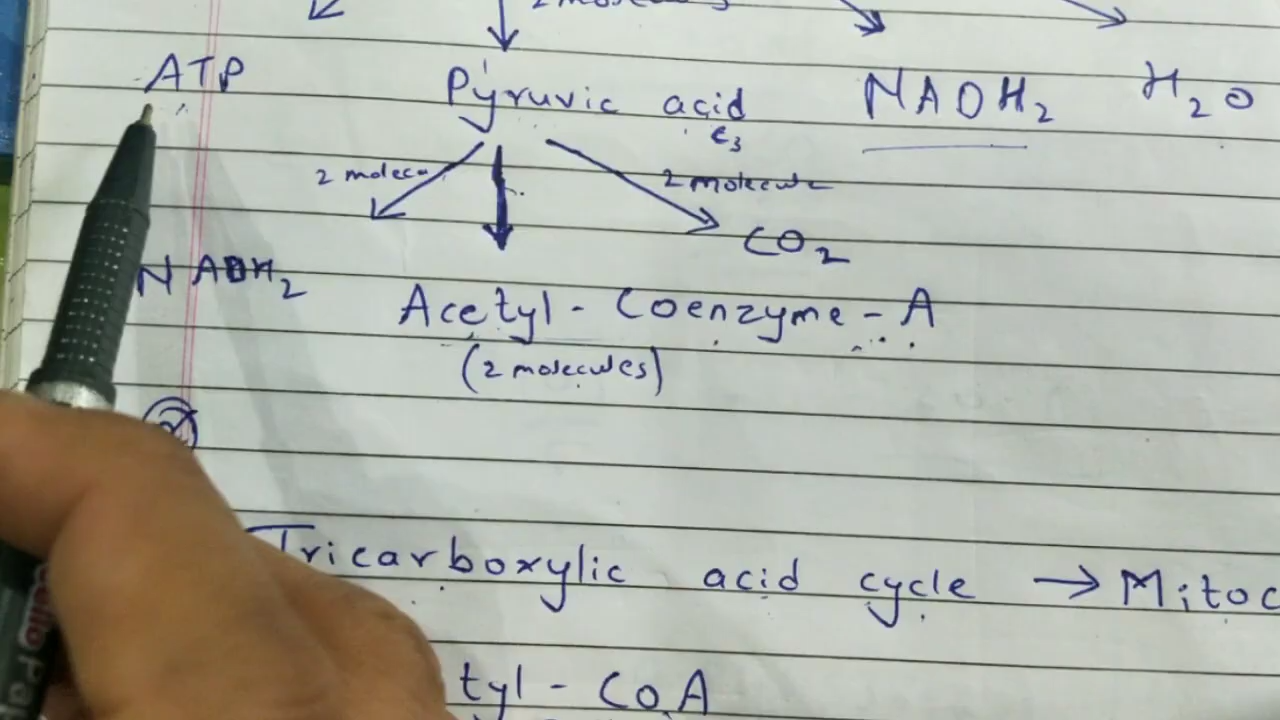 ATP Pyruvic acid NADH₂ H₂O
C₃
2 molecu 2 molecule
CO₂
NADH₂
Acetyl - Coenzyme - A
(2 molecules)
Tricarboxylic acid cycle → Mitoc
tyl - CoA